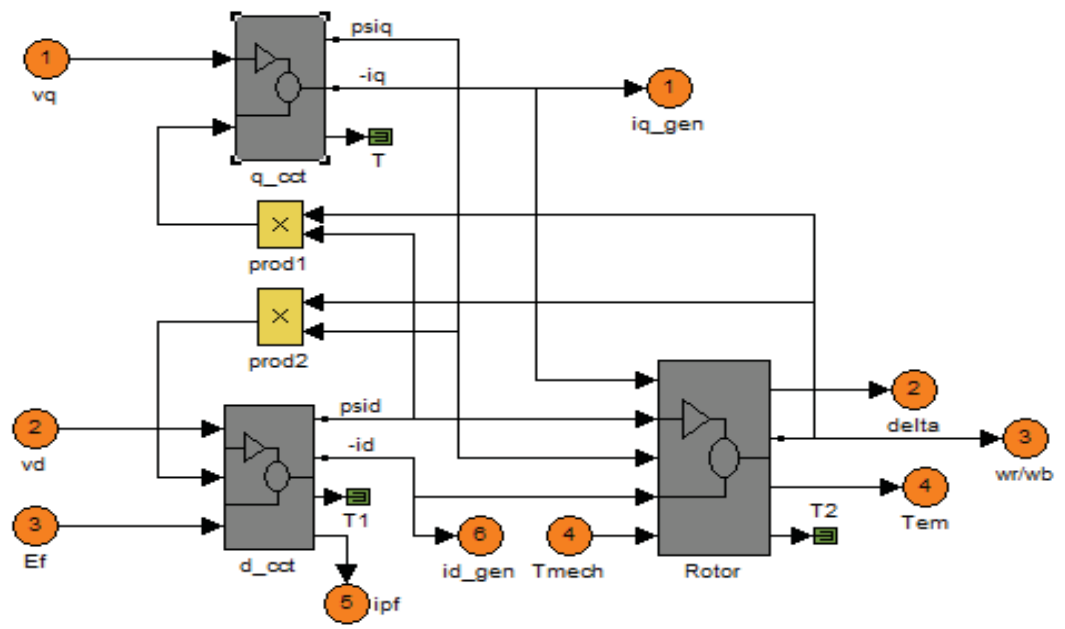 psiq
1
vq
-iq
1
iq_gen
T
q_cct
×
prod1
×
prod2
psid
2
vd
-id
2
delta
3
wr/wb
3
Ef
T1
d_cct
6
id_gen
4
Tmech
4
Tem
T2
Rotor
5
ipf